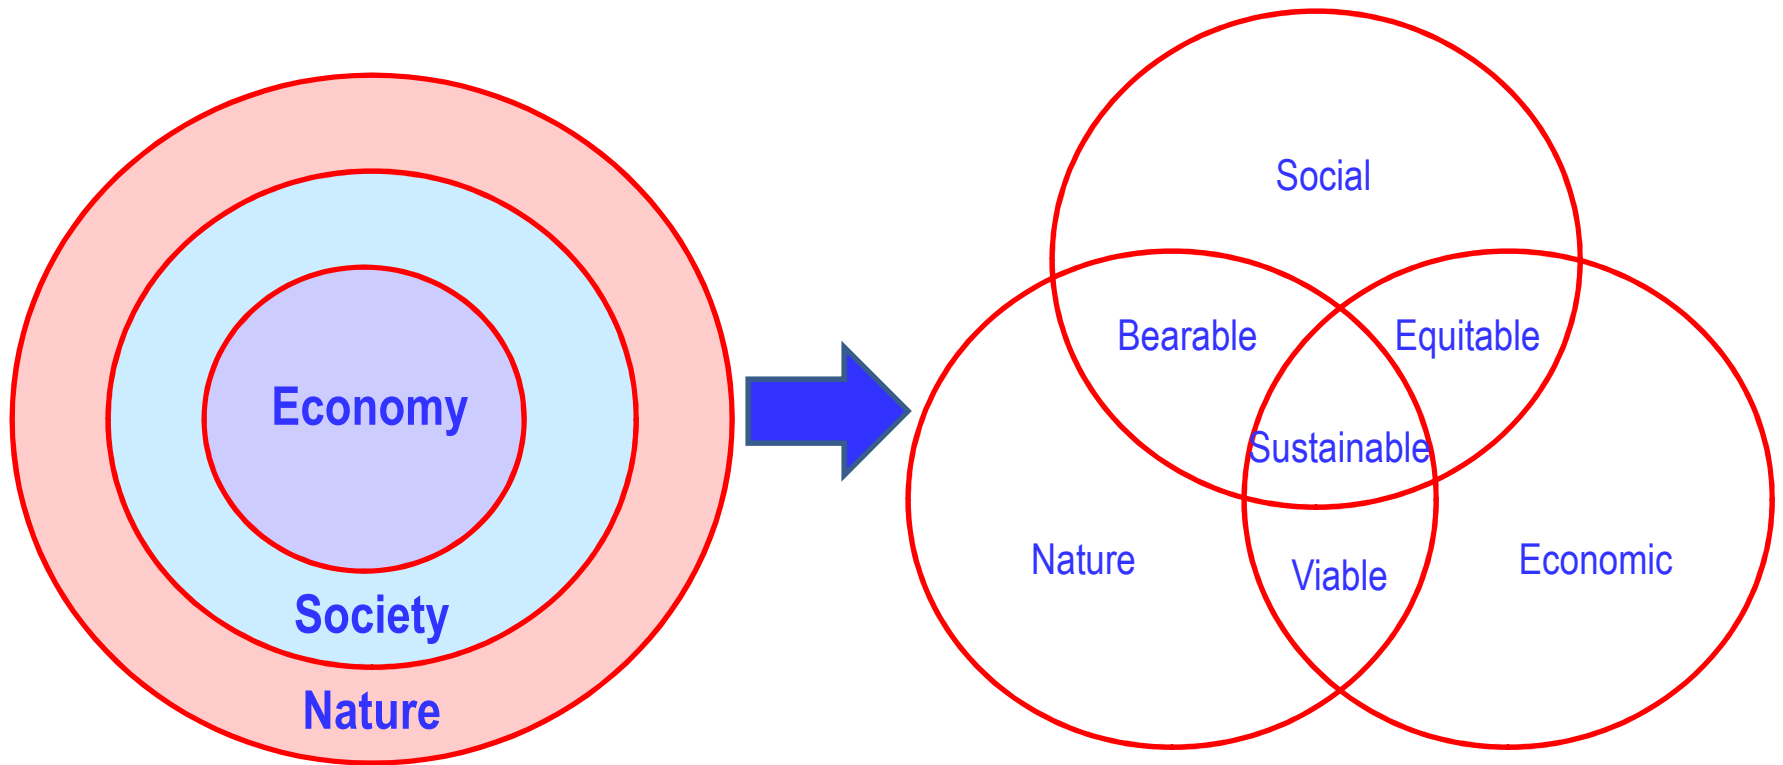 Economy
Society
Nature
Social
Bearable
Equitable
Sustainable
Nature
Viable
Economic